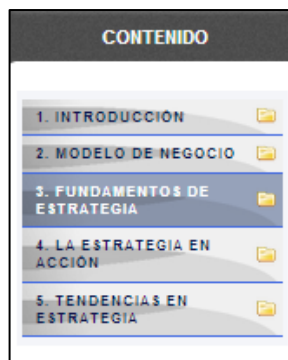 CONTENIDO
1. INTRODUCCIÓN
2. MODELO DE NEGOCIO
3. FUNDAMENTOS DE
ESTRATEGIA
4. LA ESTRATEGIA EN
ACCIÓN
5. TENDENCIAS EN
ESTRATEGIA